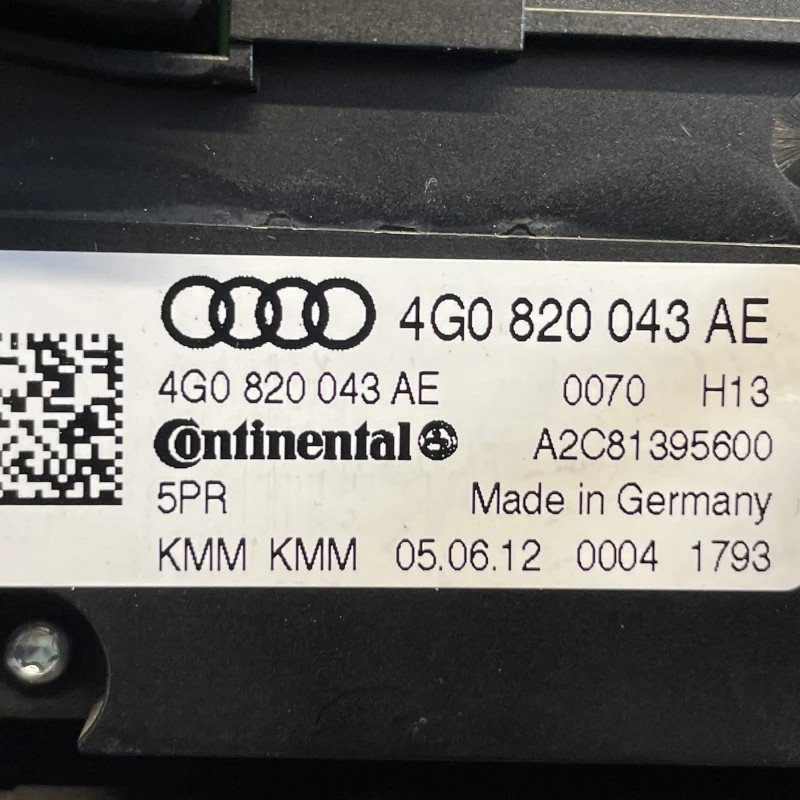 4G0 820 043 AE
4G0 820 043 AE 0070 H13
Continental A2C81395600
5PR Made in Germany
KMM KMM 05.06.12 0004 1793